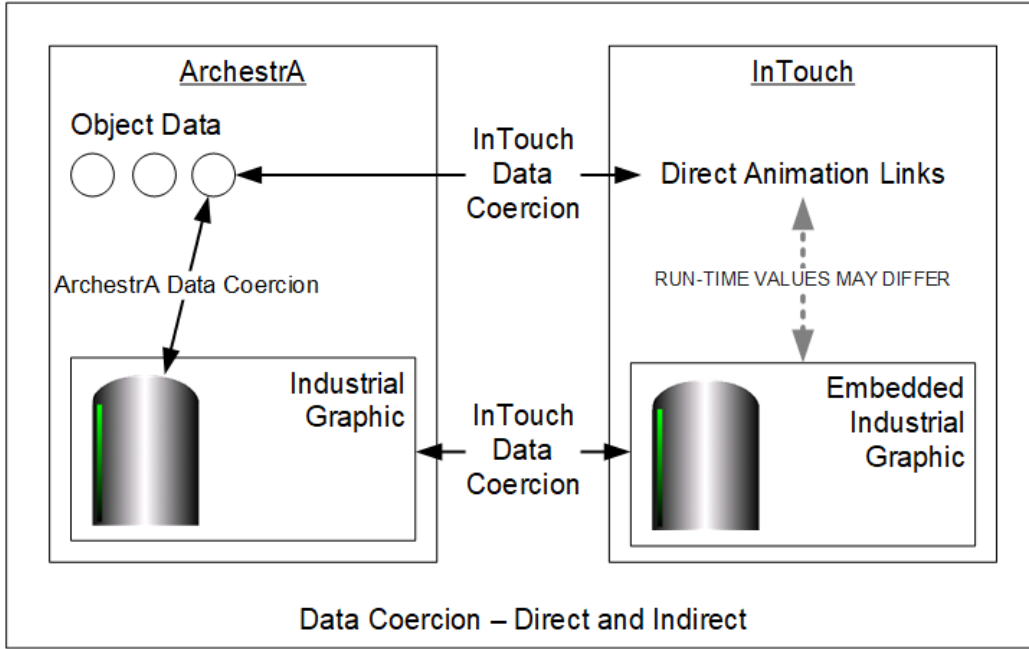 ArchestrA
InTouch
Object Data
InTouch
Data
Coercion
Direct Animation Links
ArchestrA Data Coercion
RUN-TIME VALUES MAY DIFFER
Industrial
Graphic
InTouch
Data
Coercion
Embedded
Industrial
Graphic
Data Coercion – Direct and Indirect